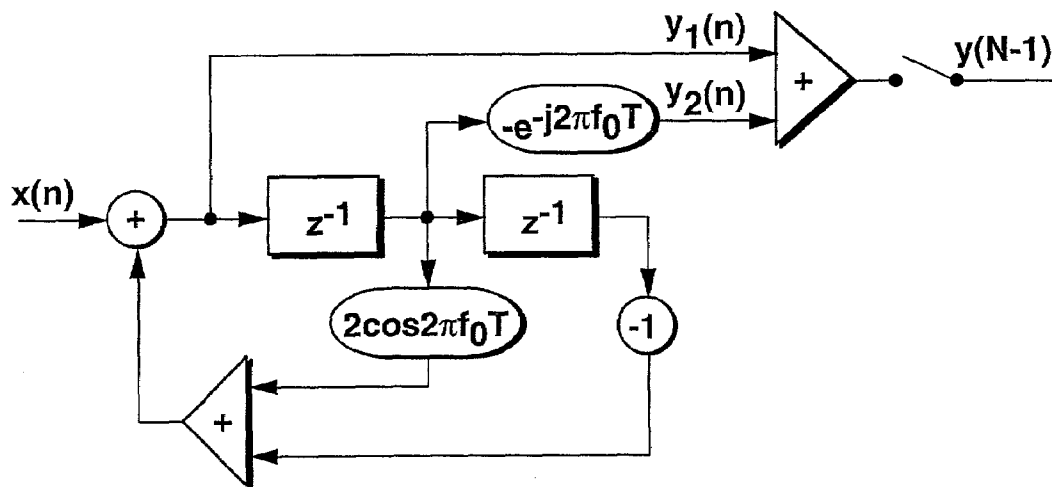 y₁(n)
y(N-1)
+
-e^-j2πf₀T
y₂(n)
x(n)
+
z⁻¹
z⁻¹
2cos2πf₀T
-1
+